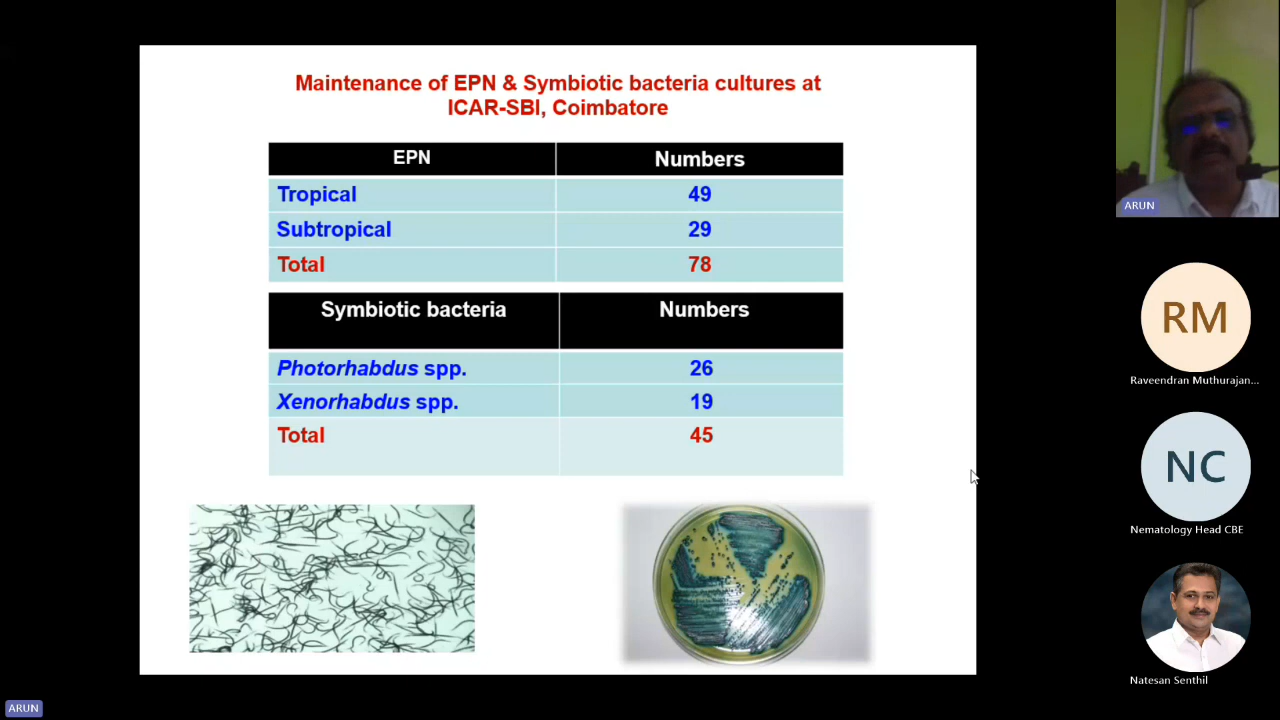 Maintenance of EPN & Symbiotic bacteria cultures at
ICAR-SBI, Coimbatore
EPN Numbers
Tropical 49
Subtropical 29
Total 78
Symbiotic bacteria Numbers
Photorhabdus spp. 26
Xenorhabdus spp. 19
Total 45
ARUN
RM
Raveendran Muthurajan...
NC
Nematology Head CBE
Natesan Senthil
ARUN